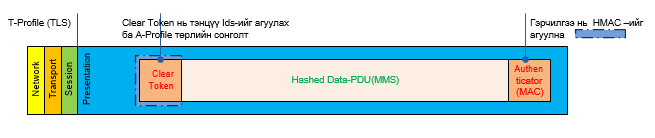 T-Profile (TLS)
Clear Token нь тэнцүү Ids-ийг агуулах
ба A-Profile төрлийн сонголт
Гэрчилгээ нь HMAC –ийг
агуулна
Network
Transport
Session
Presentation
Clear
Token
Hashed Data-PDU(MMS)
Authen
ticator
(MAC)